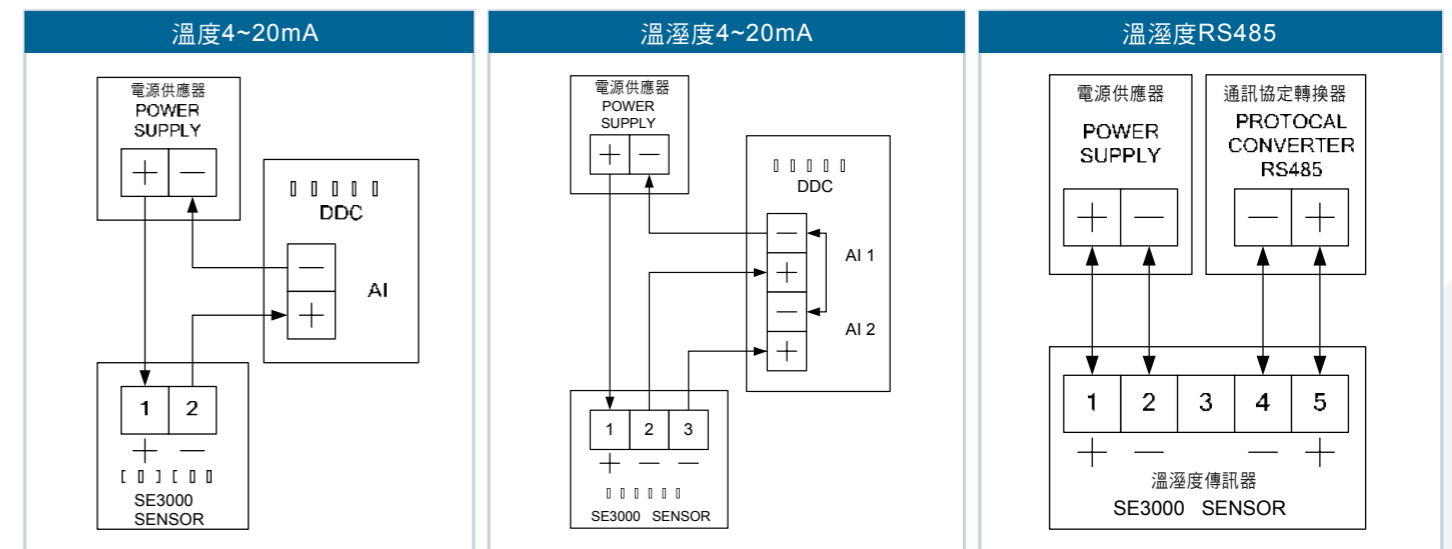 溫度4~20mA
電源供應器
POWER
SUPPLY
+ —
DDC
—
AI
+
1 2
+ —
SE3000
SENSOR
溫溼度4~20mA
電源供應器
POWER
SUPPLY
+ —
DDC
—
AI 1
+
—
AI 2
+
1 2 3
+ — —
SE3000 SENSOR
溫溼度RS485
電源供應器
POWER
SUPPLY
+ —
通訊協定轉換器
PROTOCAL
CONVERTER
RS485
— +
1 2 3 4 5
+ — — +
溫溼度傳訊器
SE3000 SENSOR